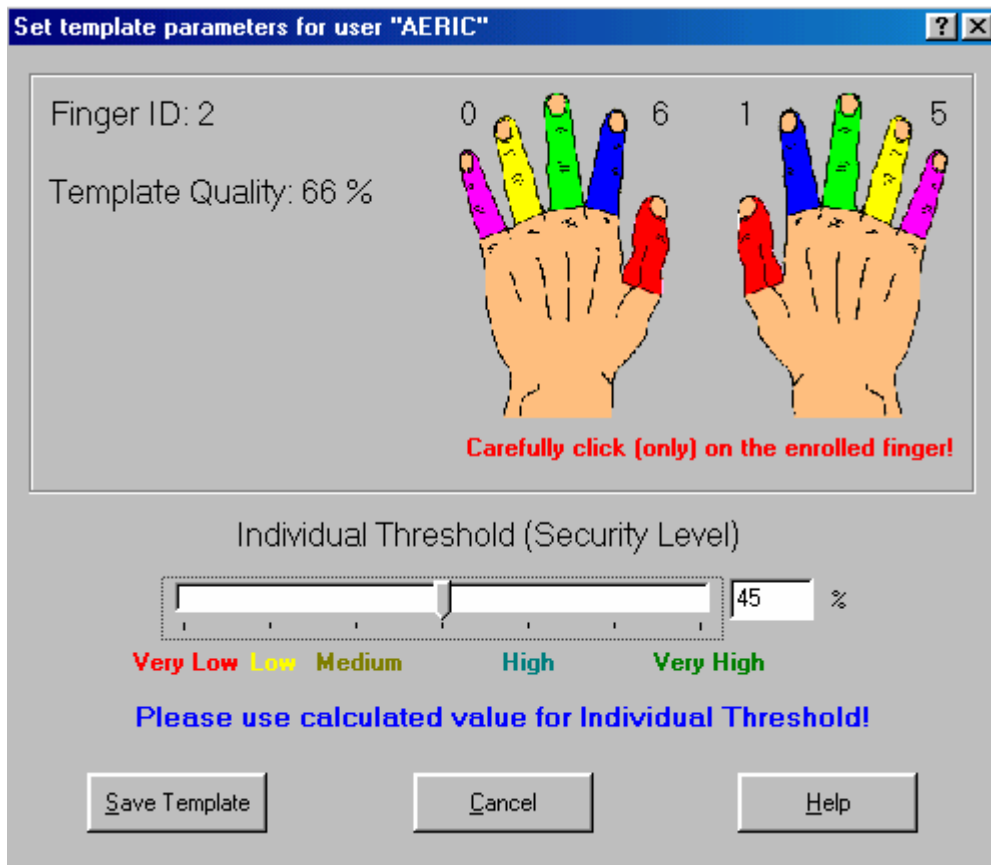 Set template parameters for user "AERIC"
Finger ID: 2
0 6 1 5
Template Quality: 66 %
Carefully click (only) on the enrolled finger!
Individual Threshold (Security Level)
45 %
Very Low Low Medium High Very High
Please use calculated value for Individual Threshold!
Save Template Cancel Help